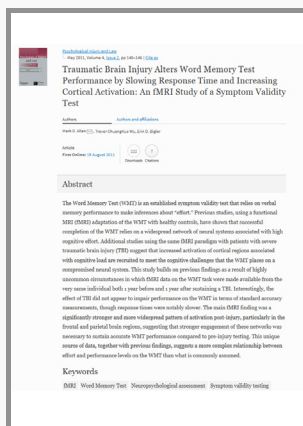 Psychological Injury and Law
May 2011, Volume 4, Issue 2, pp 140–146 | Cite as
Traumatic Brain Injury Alters Word Memory Test
Performance by Slowing Response Time and Increasing
Cortical Activation: An fMRI Study of a Symptom Validity
Test
Authors
Authors and affiliations
Mark D. Allen, Trevor Chuang Kuo Wu, Erin D. Bigler
Article
First Online: 18 August 2011
222
Downloads
7
Citations
Abstract
The Word Memory Test (WMT) is an established symptom validity test that relies on verbal
memory performance to make inferences about “effort.” Previous studies, using a functional
MRI (fMRI) adaptation of the WMT with healthy controls, have shown that successful
completion of the WMT relies on a widespread network of neural systems associated with high
cognitive effort. Additional studies using the same fMRI paradigm with patients with severe
traumatic brain injury (TBI) suggest that increased activation of cortical regions associated
with cognitive load are recruited to meet the cognitive challenges that the WMT places on a
compromised neural system. This study builds on previous findings as a result of highly
uncommon circumstances in which fMRI data on the WMT task were made available from the
very same individual both 1 year before and 1 year after sustaining a TBI. Interestingly, the
effect of TBI did not appear to impair performance on the WMT in terms of standard accuracy
measurements, though response times were notably slower. The main fMRI finding was a
significantly stronger and more widespread pattern of activation post-injury, particularly in the
frontal and parietal brain regions, suggesting that stronger engagement of these networks was
necessary to sustain accurate WMT performance compared to pre-injury testing. This unique
source of data, together with previous findings, suggests a more complex relationship between
effort and performance levels on the WMT than what is commonly assumed.
Keywords
fMRI Word Memory Test Neuropsychological assessment Symptom validity testing